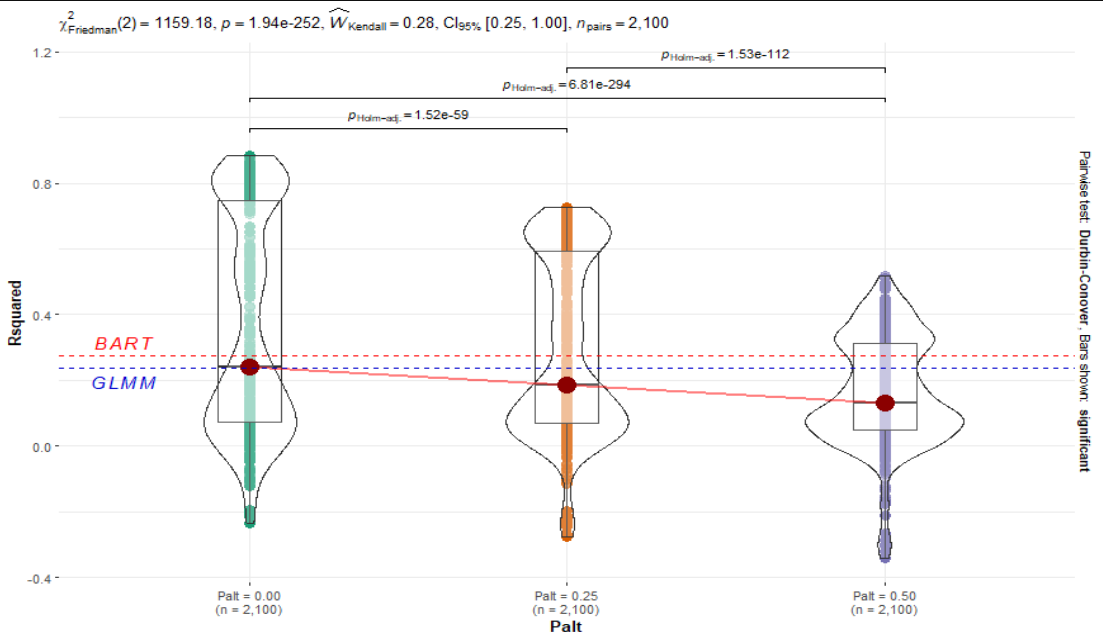 χ²Friedman(2) = 1159.18, p = 1.94e-252, ŴKendall = 0.28, CI95% [0.25, 1.00], npairs = 2,100
1.2
pHolm−adj. = 1.53e-112
pHolm−adj. = 6.81e-294
pHolm−adj. = 1.52e-59
0.8
0.4
0.0
-0.4
Rsquared
BART
GLMM
Pairwise test: Durbin-Conover, Bars shown: significant
Palt = 0.00
(n = 2,100)
Palt = 0.25
(n = 2,100)
Palt = 0.50
(n = 2,100)
Palt